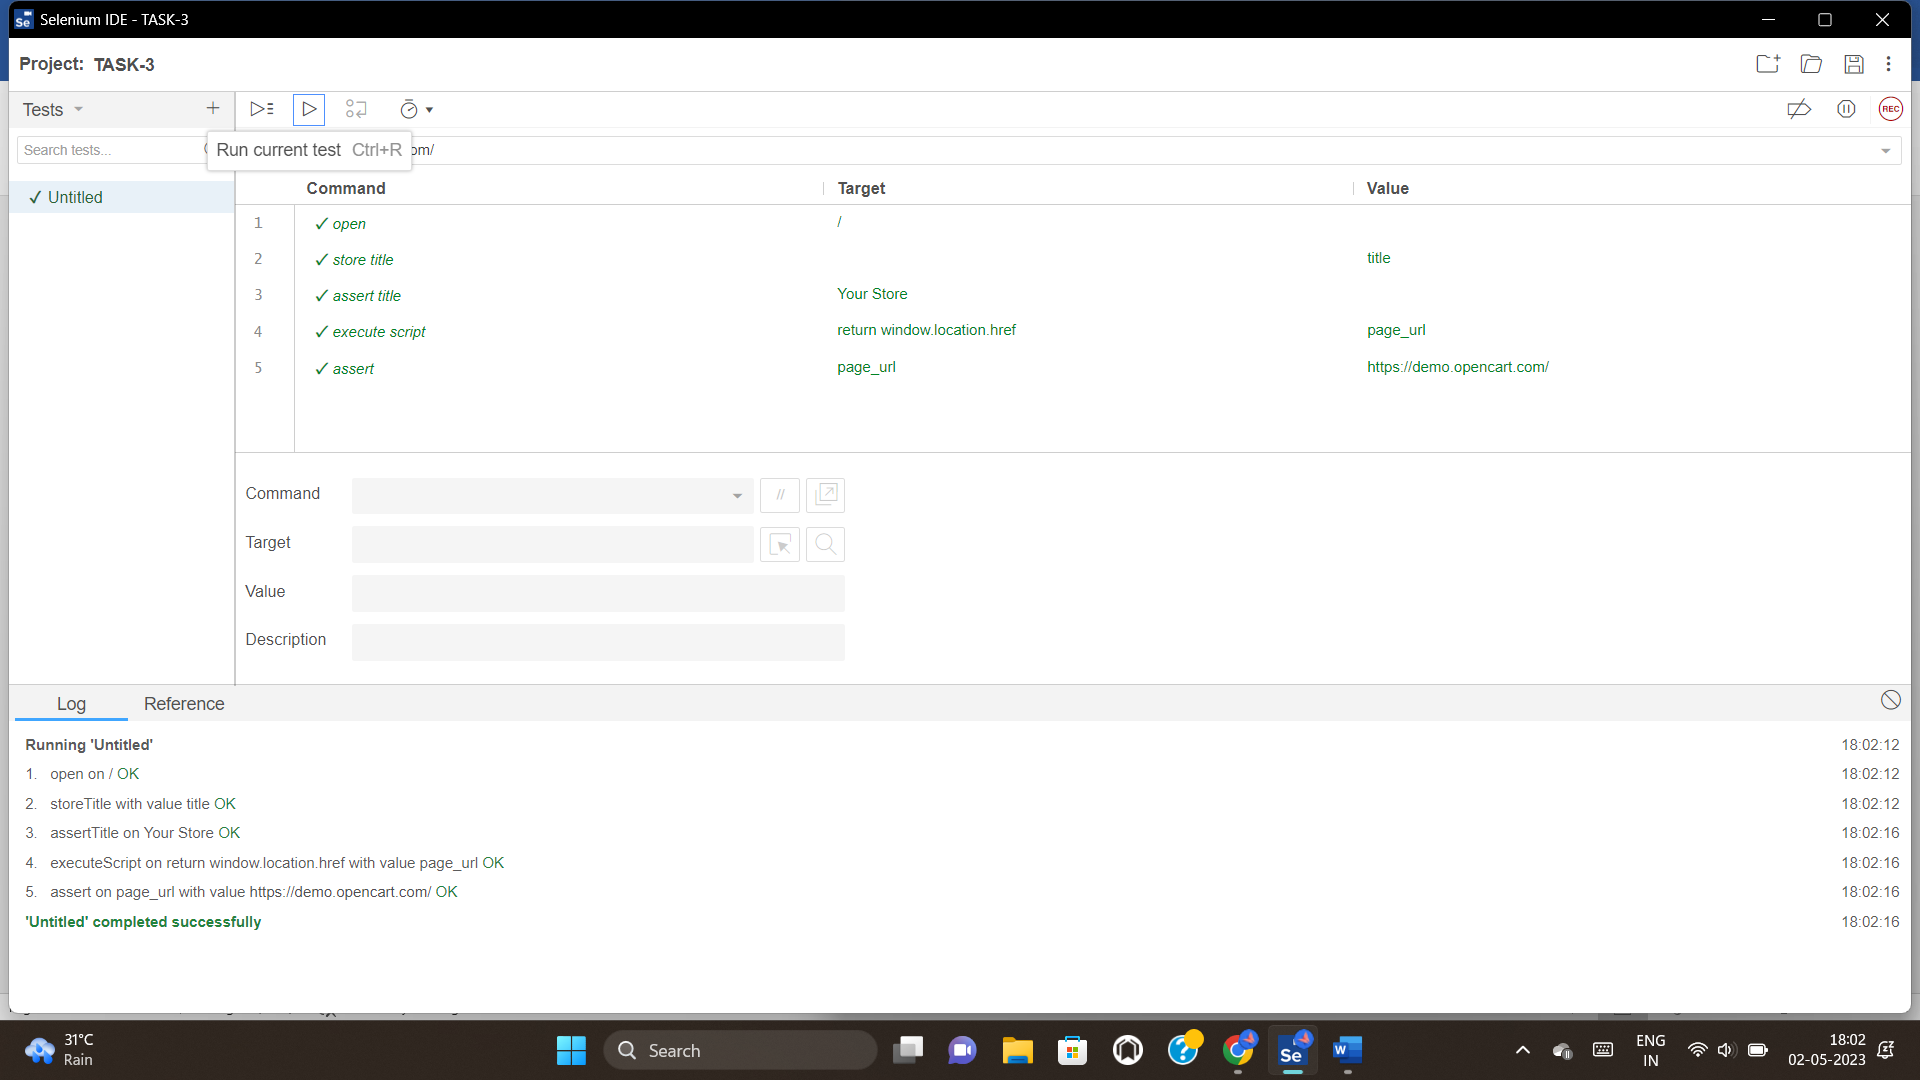 Selenium IDE - TASK-3
Project: TASK-3
Tests
REC
Search tests...
Run current test Ctrl+R
om/
✓ Untitled
Command Target Value
1 ✓ open /
2 ✓ store title title
3 ✓ assert title Your Store
4 ✓ execute script return window.location.href page_url
5 ✓ assert page_url https://demo.opencart.com/
Command //
Target
Value
Description
Log Reference
Running 'Untitled' 18:02:12
1. open on / OK 18:02:12
2. storeTitle with value title OK 18:02:12
3. assertTitle on Your Store OK 18:02:16
4. executeScript on return window.location.href with value page_url OK 18:02:16
5. assert on page_url with value https://demo.opencart.com/ OK 18:02:16
'Untitled' completed successfully 18:02:16
31°C
Rain
Search
Se
W
ENG
IN
18:02
02-05-2023